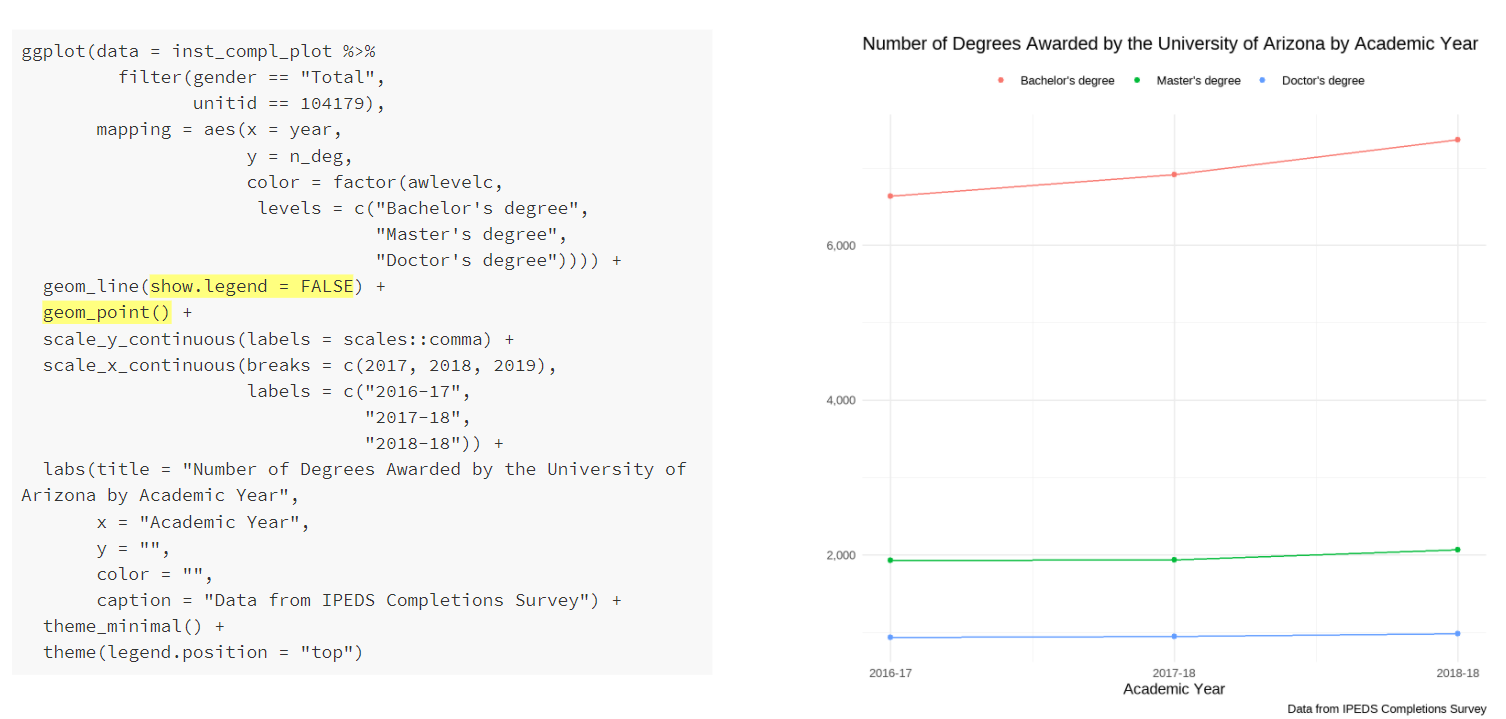 ggplot(data = inst_compl_plot %>%
filter(gender == "Total",
unitid == 104179),
mapping = aes(x = year,
y = n_deg,
color = factor(awlevelc,
levels = c("Bachelor's degree",
"Master's degree",
"Doctor's degree")))) +
geom_line(show.legend = FALSE) +
geom_point() +
scale_y_continuous(labels = scales::comma) +
scale_x_continuous(breaks = c(2017, 2018, 2019),
labels = c("2016-17",
"2017-18",
"2018-18")) +
labs(title = "Number of Degrees Awarded by the University of
Arizona by Academic Year",
x = "Academic Year",
y = "",
color = "",
caption = "Data from IPEDS Completions Survey") +
theme_minimal() +
theme(legend.position = "top")
Number of Degrees Awarded by the University of Arizona by Academic Year
Bachelor's degree Master's degree Doctor's degree
6,000
4,000
2,000
2016-17 2017-18 2018-18
Academic Year
Data from IPEDS Completions Survey